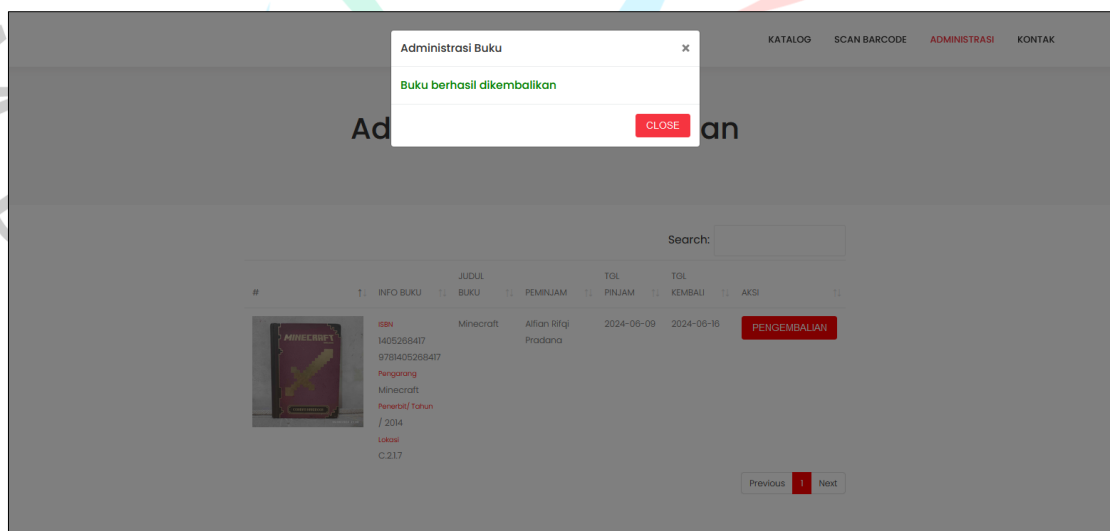 KATALOG SCAN BARCODE ADMINISTRASI KONTAK
Administrasi Buku ×
Buku berhasil dikembalikan
CLOSE
Ad an
Search:
# INFO BUKU JUDUL BUKU PEMINJAM TGL PINJAM TGL KEMBALI AKSI
MINECRAFT
ISBN
1405268417
9781405268417
Pengarang
Minecraft
Penerbit/ Tahun
/ 2014
Lokasi
C.2.1.7
Minecraft
Alfian Rifqi
Pradana
2024-06-09
2024-06-16
PENGEMBALIAN
Previous 1 Next